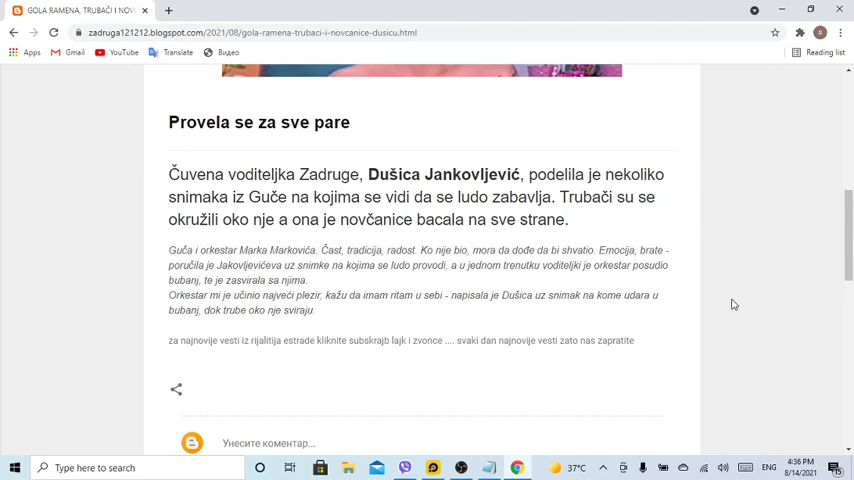 GOLA RAMENA, TRUBAČI I NOVC
zadruga121212.blogspot.com/2021/08/gola-ramena-trubaci-i-novcanice-dusicu.html
Apps Gmail YouTube Translate Видео Reading list
Provela se za sve pare
Čuvena voditeljka Zadruge, Dušica Jankovljević, podelila je nekoliko
snimaka iz Guče na kojima se vidi da se ludo zabavlja. Trubači su se
okružili oko nje a ona je novčanice bacala na sve strane.
Guča i orkestar Marka Markovića. Čast, tradicija, radost. Ko nije bio, mora da dođe da bi shvatio. Emocija, brate -
poručila je Jakovljevićeva uz snimke na kojima se ludo provodi, a u jednom trenutku voditeljki je orkestar posudio
bubanj, te je zasvirala sa njima.
Orkestar mi je učinio najveći plezir, kažu da imam ritam u sebi - napisala je Dušica uz snimak na kome udara u
bubanj, dok trube oko nje sviraju.
za najnovije vesti iz rijalitija estrade kliknite subskrajb lajk i zvonce .... svaki dan najnovije vesti zato nas zapratite
Унесите коментар...
Type here to search
37°C
ENG
4:36 PM
8/14/2021
15